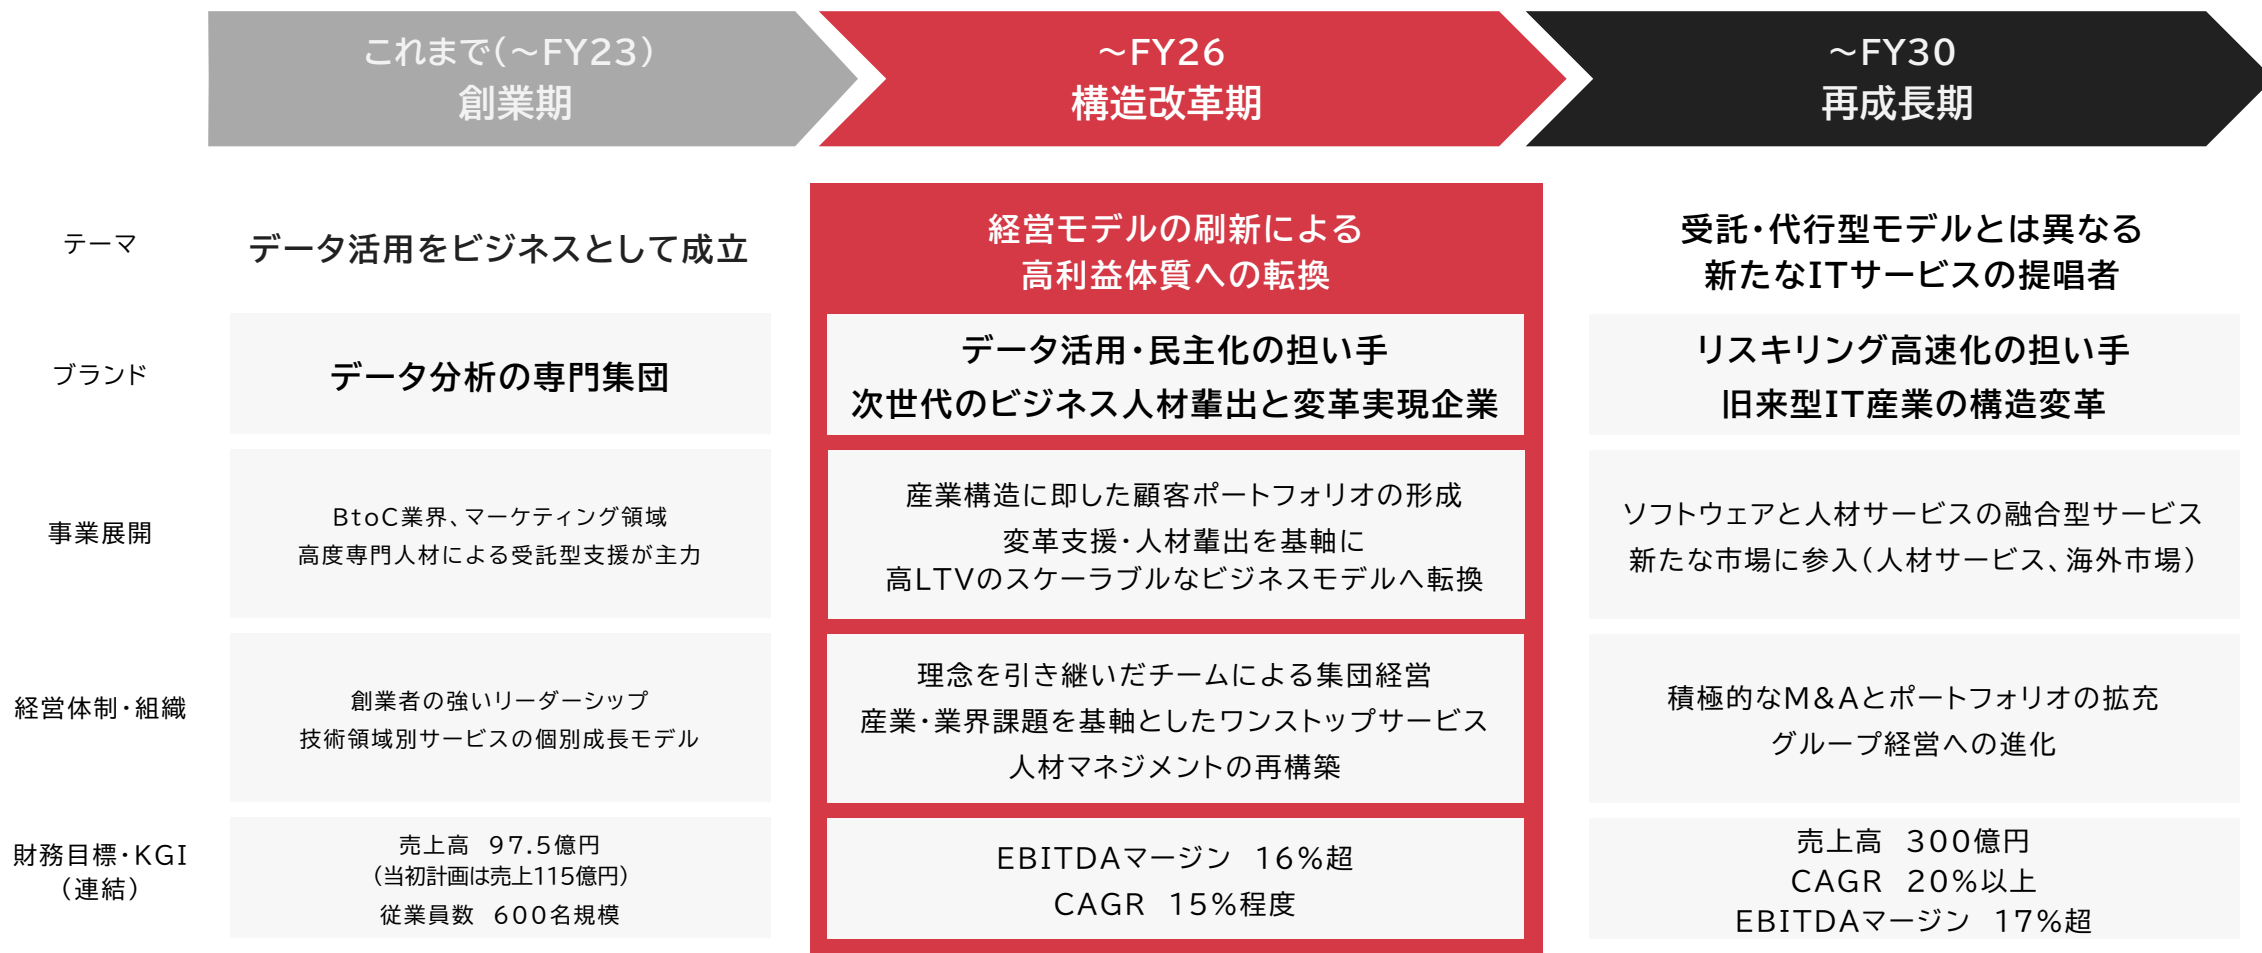 これまで(～FY23)
創業期
～FY26
構造改革期
～FY30
再成長期
テーマ
データ活用をビジネスとして成立
経営モデルの刷新による
高利益体質への転換
受託・代行型モデルとは異なる
新たなITサービスの提唱者
ブランド
データ分析の専門集団
データ活用・民主化の担い手
次世代のビジネス人材輩出と変革実現企業
リスキリング高速化の担い手
旧来型IT産業の構造変革
事業展開
BtoC業界、マーケティング領域
高度専門人材による受託型支援が主力
産業構造に即した顧客ポートフォリオの形成
変革支援・人材輩出を基軸に
高LTVのスケーラブルなビジネスモデルへ転換
ソフトウェアと人材サービスの融合型サービス
新たな市場に参入(人材サービス、海外市場)
経営体制・組織
創業者の強いリーダーシップ
技術領域別サービスの個別成長モデル
理念を引き継いだチームによる集団経営
産業・業界課題を基軸としたワンストップサービス
人材マネジメントの再構築
積極的なM&Aとポートフォリオの拡充
グループ経営への進化
財務目標・KGI
(連結)
売上高 97.5億円
(当初計画は売上115億円)
従業員数 600名規模
EBITDAマージン 16%超
CAGR 15%程度
売上高 300億円
CAGR 20%以上
EBITDAマージン 17%超